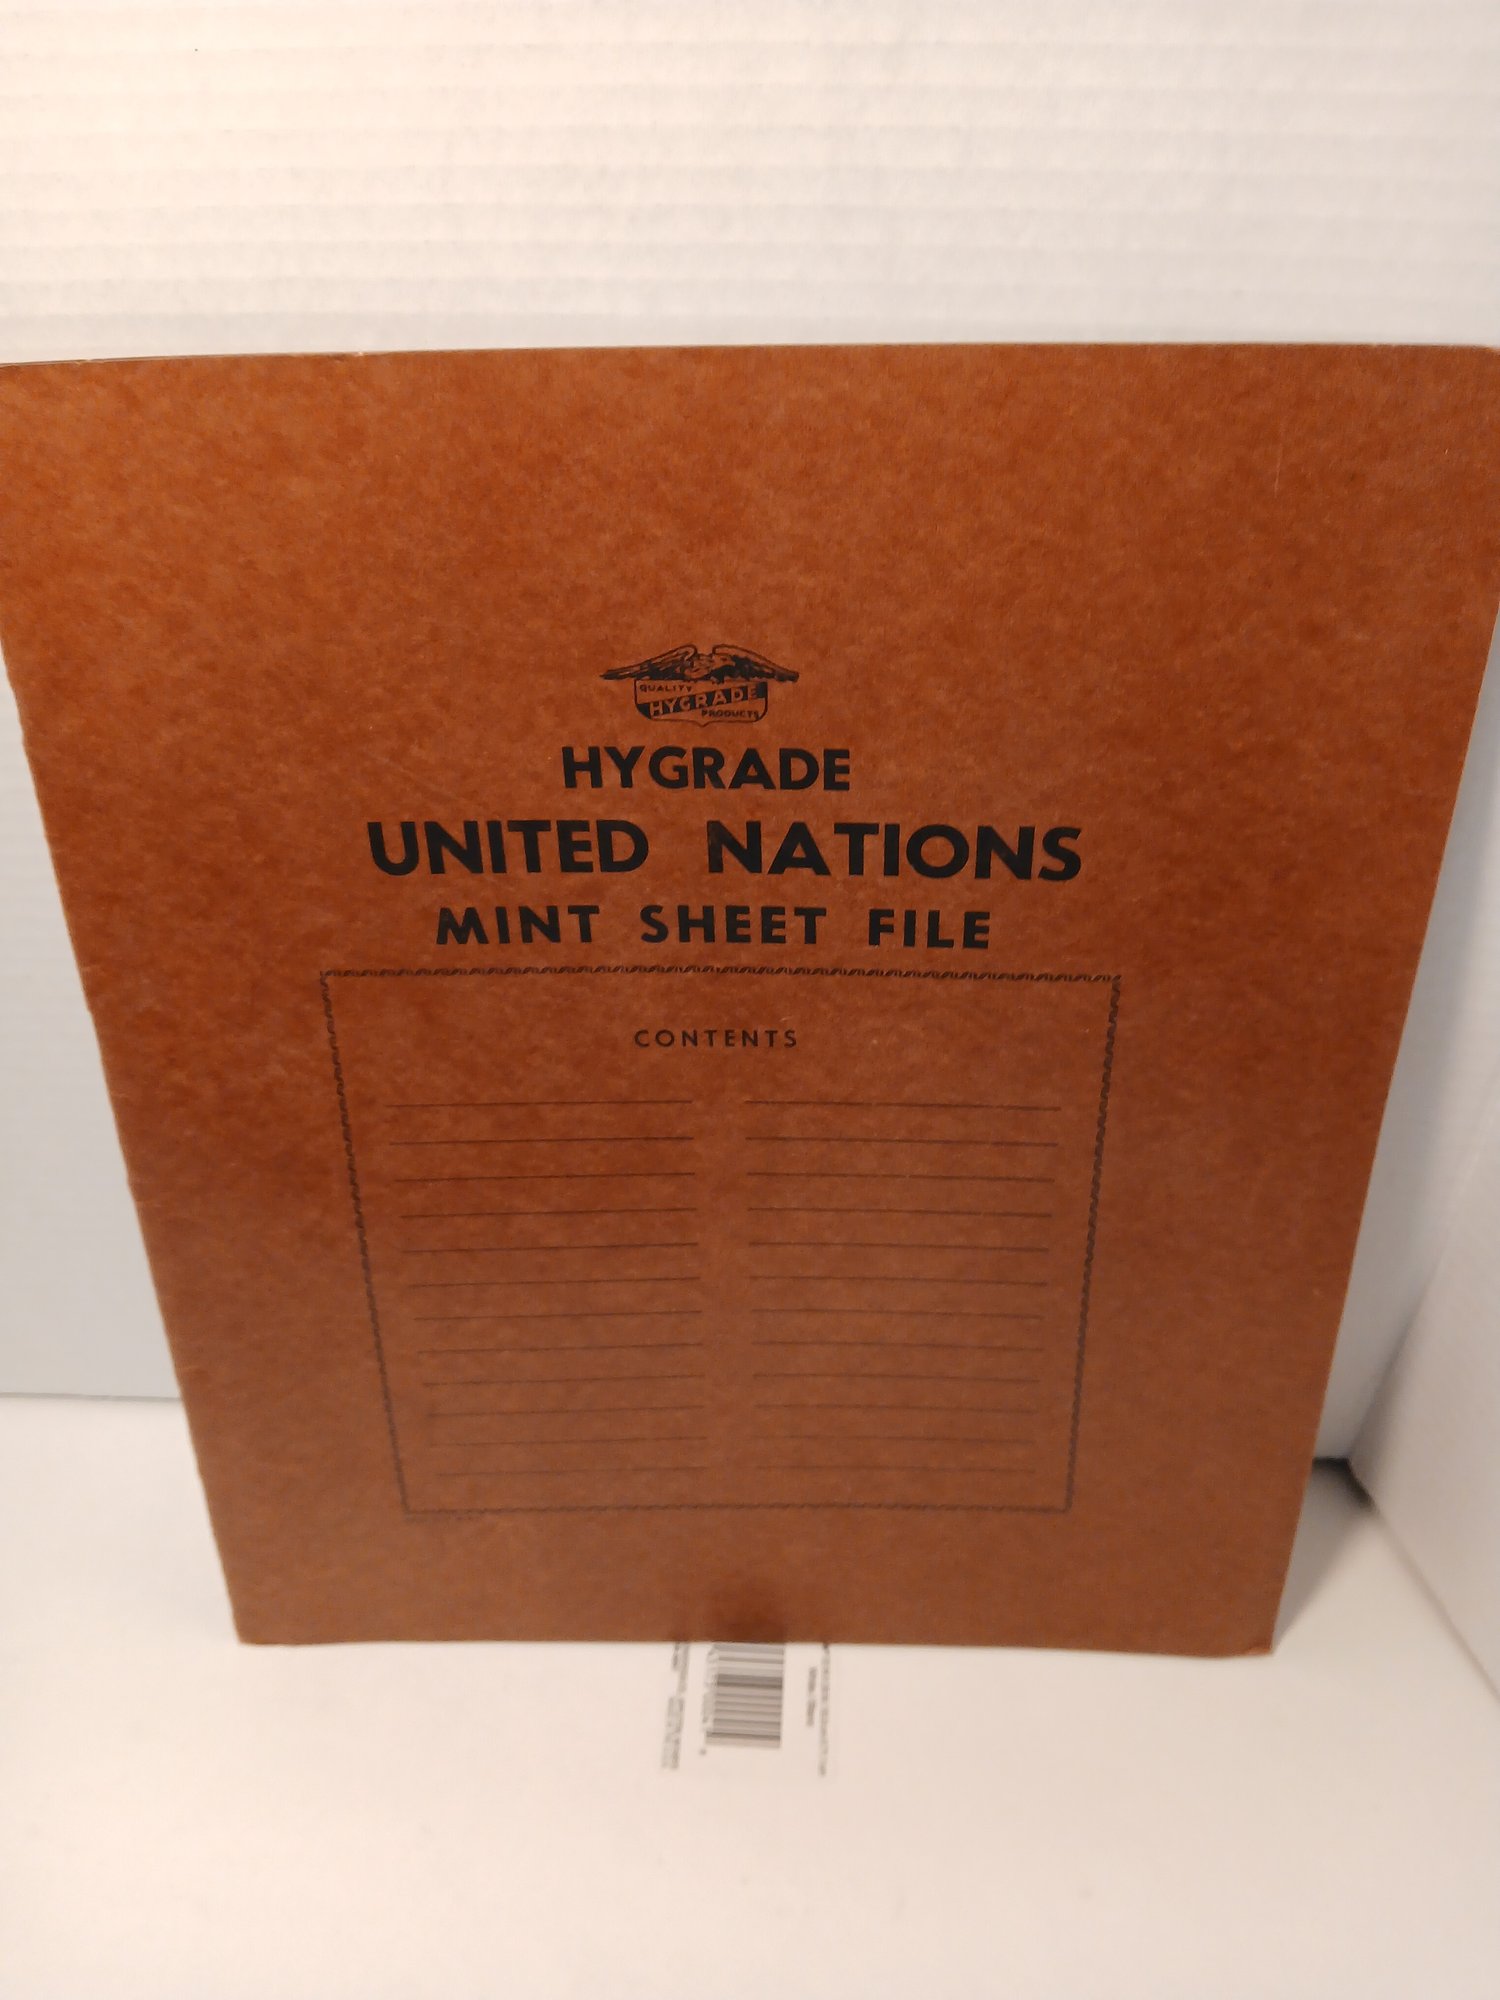 QUALITY
HYGRADE
PRODUCTS
HYGRADE
UNITED NATIONS
MINT SHEET FILE
CONTENTS